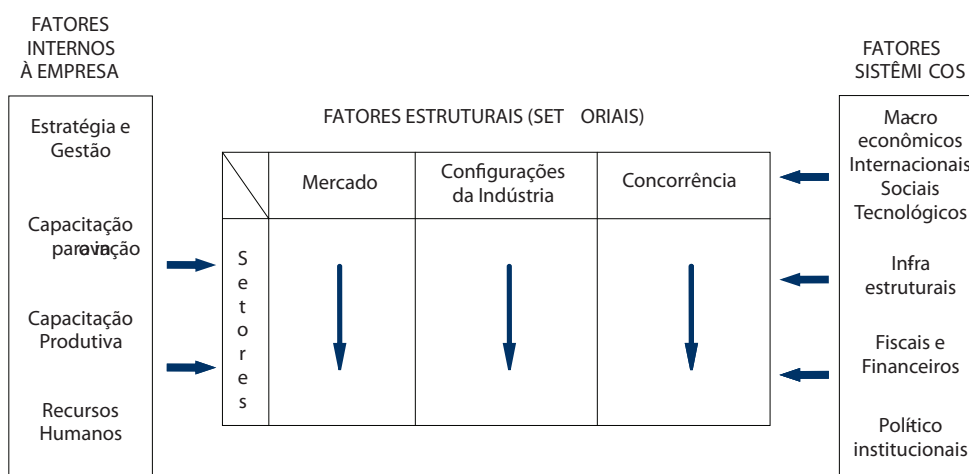 FATORES
INTERNOS
À EMPRESA
Estratégia e
Gestão
Capacitação
Capacitação
Produtiva
Recursos
Humanos
FATORES ESTRUTURAIS (SET ORIAIS)
Mercado
Configurações
da Indústria
Concorrência
S
e
t
o
r
e
s
FATORES
SISTÊMI COS
Macro
econômicos
Internacionais
Sociais
Tecnológicos
Infra
estruturais
Fiscais e
Financeiros
Político
institucionais